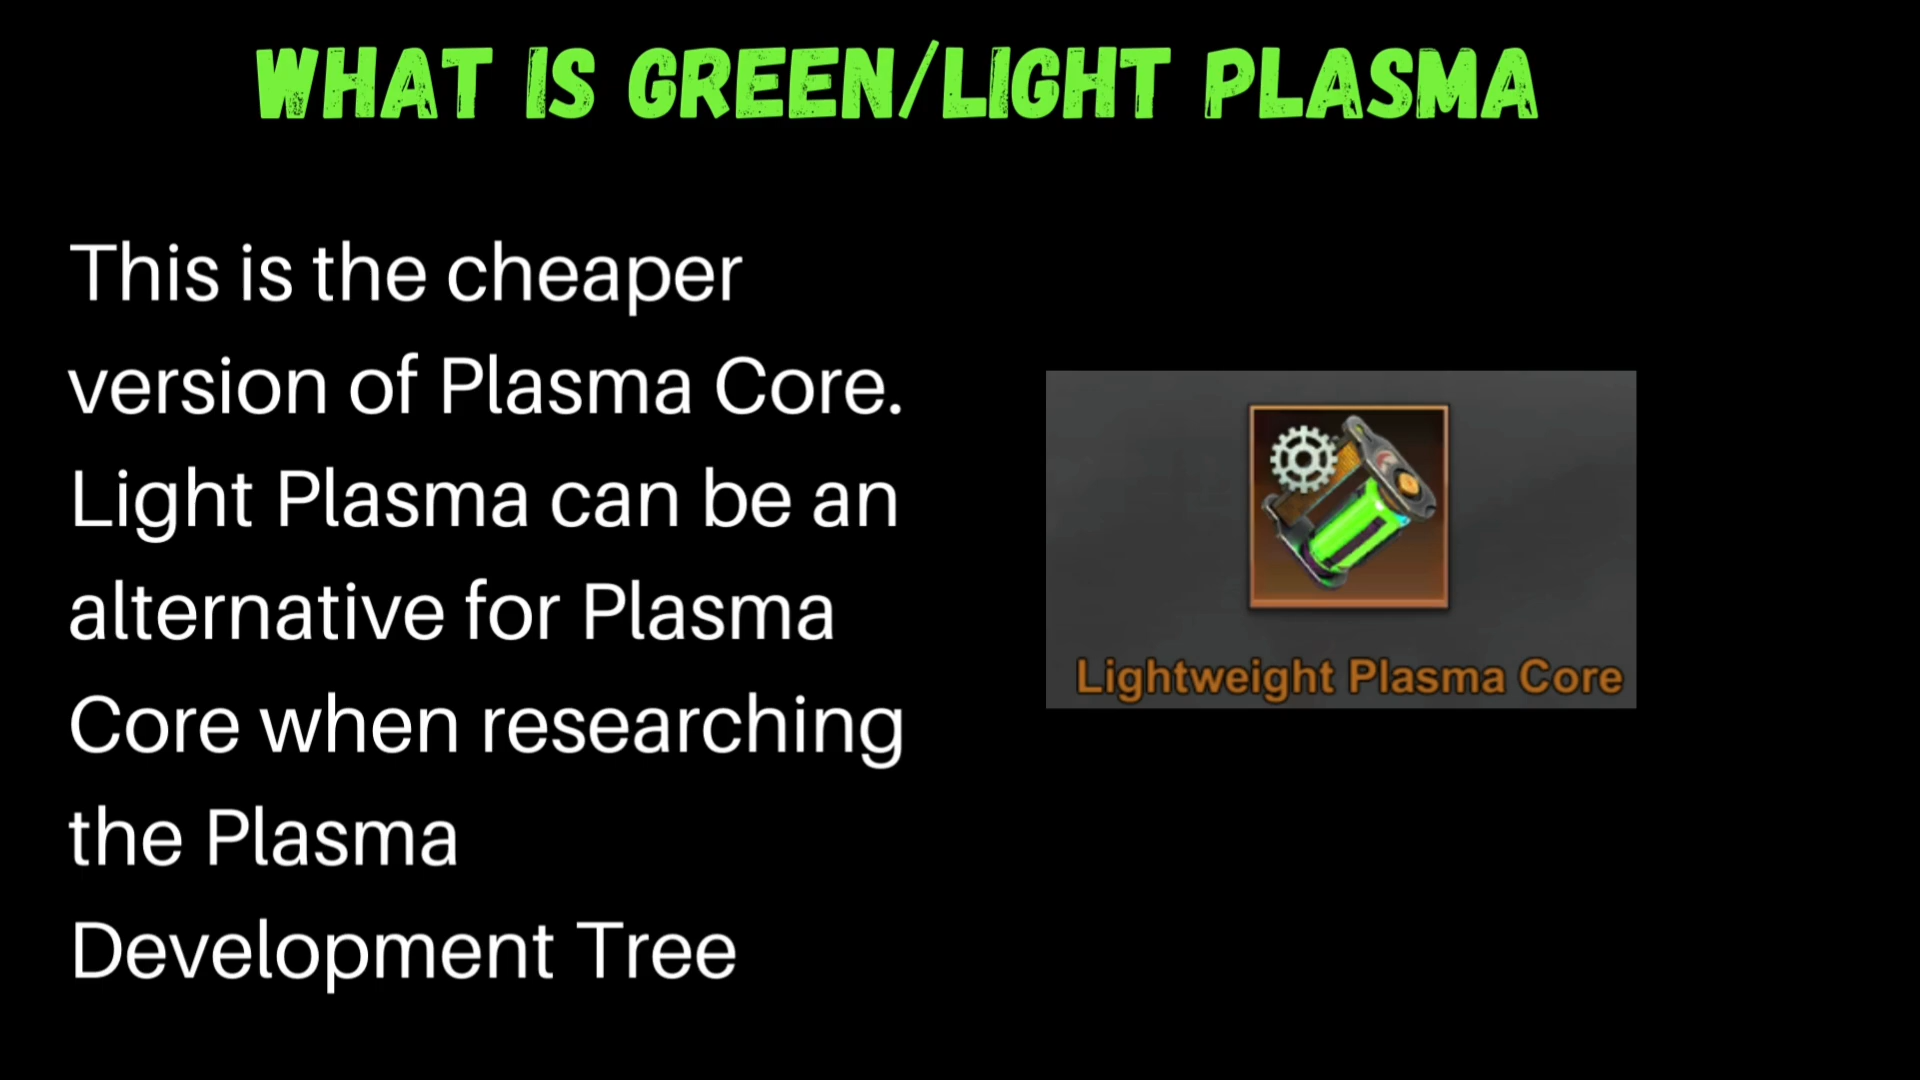 WHAT IS GREEN/LIGHT PLASMA
This is the cheaper
version of Plasma Core.
Light Plasma can be an
alternative for Plasma
Core when researching
the Plasma
Development Tree
Lightweight Plasma Core